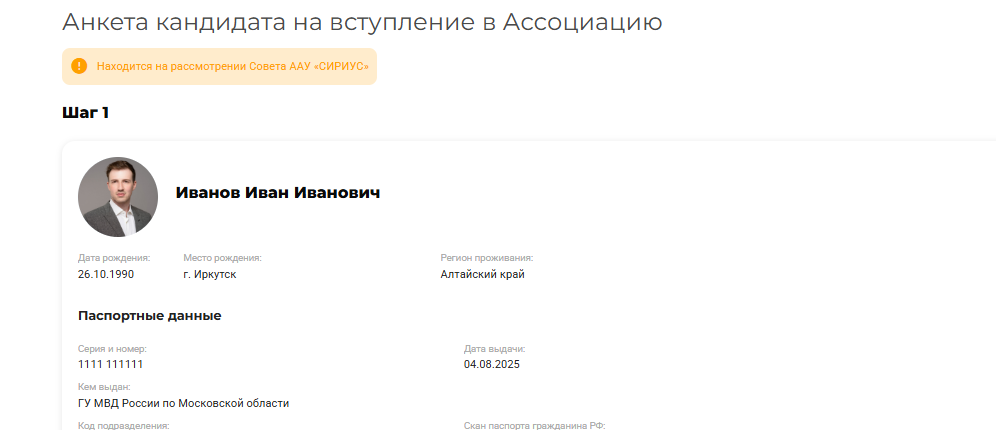 Анкета кандидата на вступление в Ассоциацию
Находится на рассмотрении Совета ААУ «СИРИУС»
Шаг 1
Иванов Иван Иванович
Дата рождения: Место рождения: Регион проживания:
26.10.1990 г. Иркутск Алтайский край
Паспортные данные
Серия и номер: Дата выдачи:
1111 111111 04.08.2025
Кем выдан:
ГУ МВД России по Московской области
Код подразделения: Скан паспорта гражданина РФ: